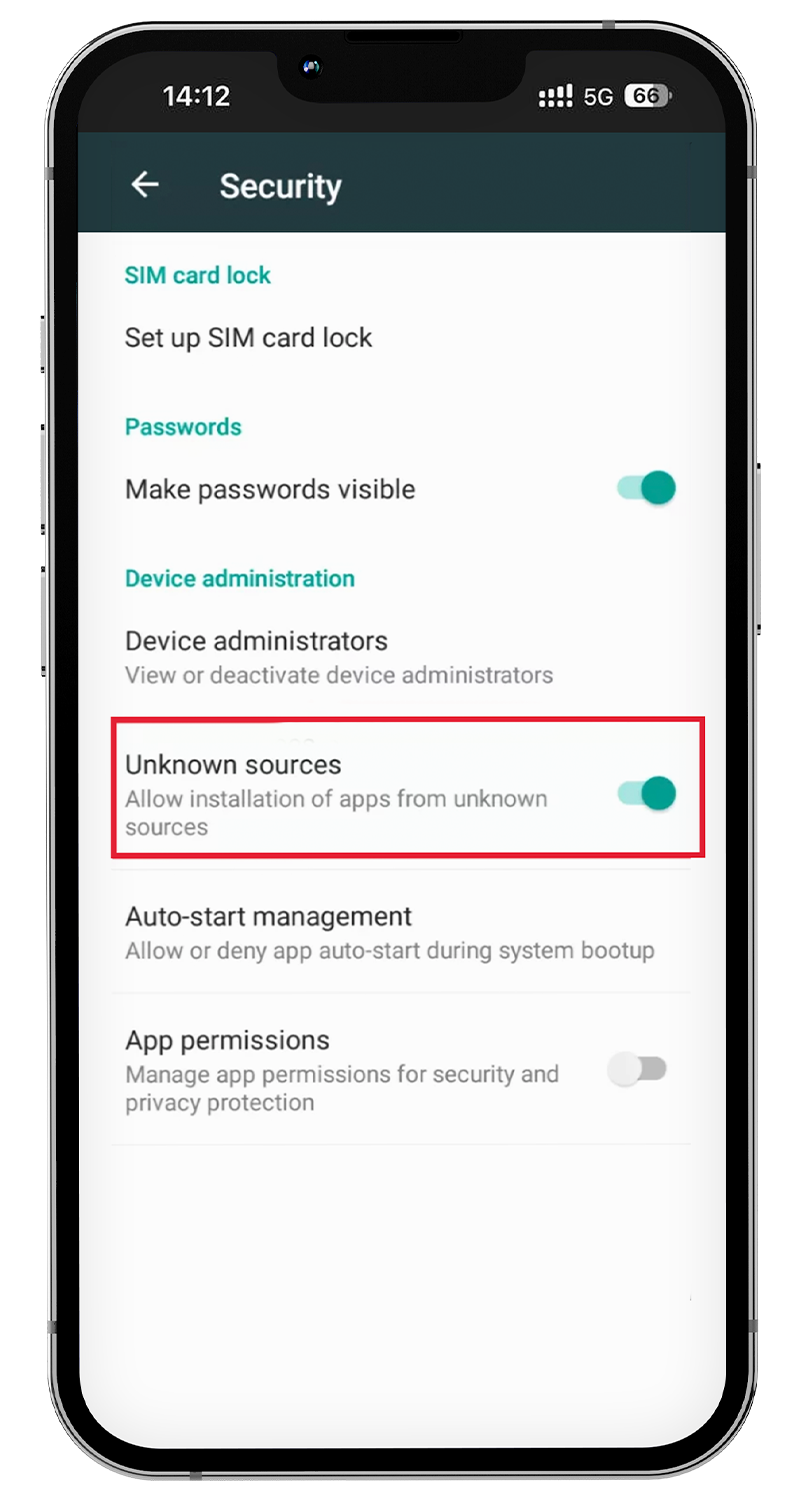 14:12 5G 66
Security
SIM card lock
Set up SIM card lock
Passwords
Make passwords visible
Device administration
Device administrators
View or deactivate device administrators
Unknown sources
Allow installation of apps from unknown
sources
Auto-start management
Allow or deny app auto-start during system bootup
App permissions
Manage app permissions for security and
privacy protection